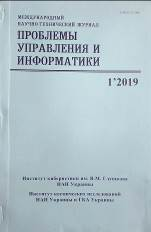 МЕЖДУНАРОДНЫЙ
НАУЧНО-ТЕХНИЧЕСКИЙ ЖУРНАЛ
ПРОБЛЕМЫ
УПРАВЛЕНИЯ И
ИНФОРМАТИКИ
1'2019
Институт кибернетики им. В.М. Глушкова
НАН Украины
Институт космических исследований
НАН Украины и ГКА Украины